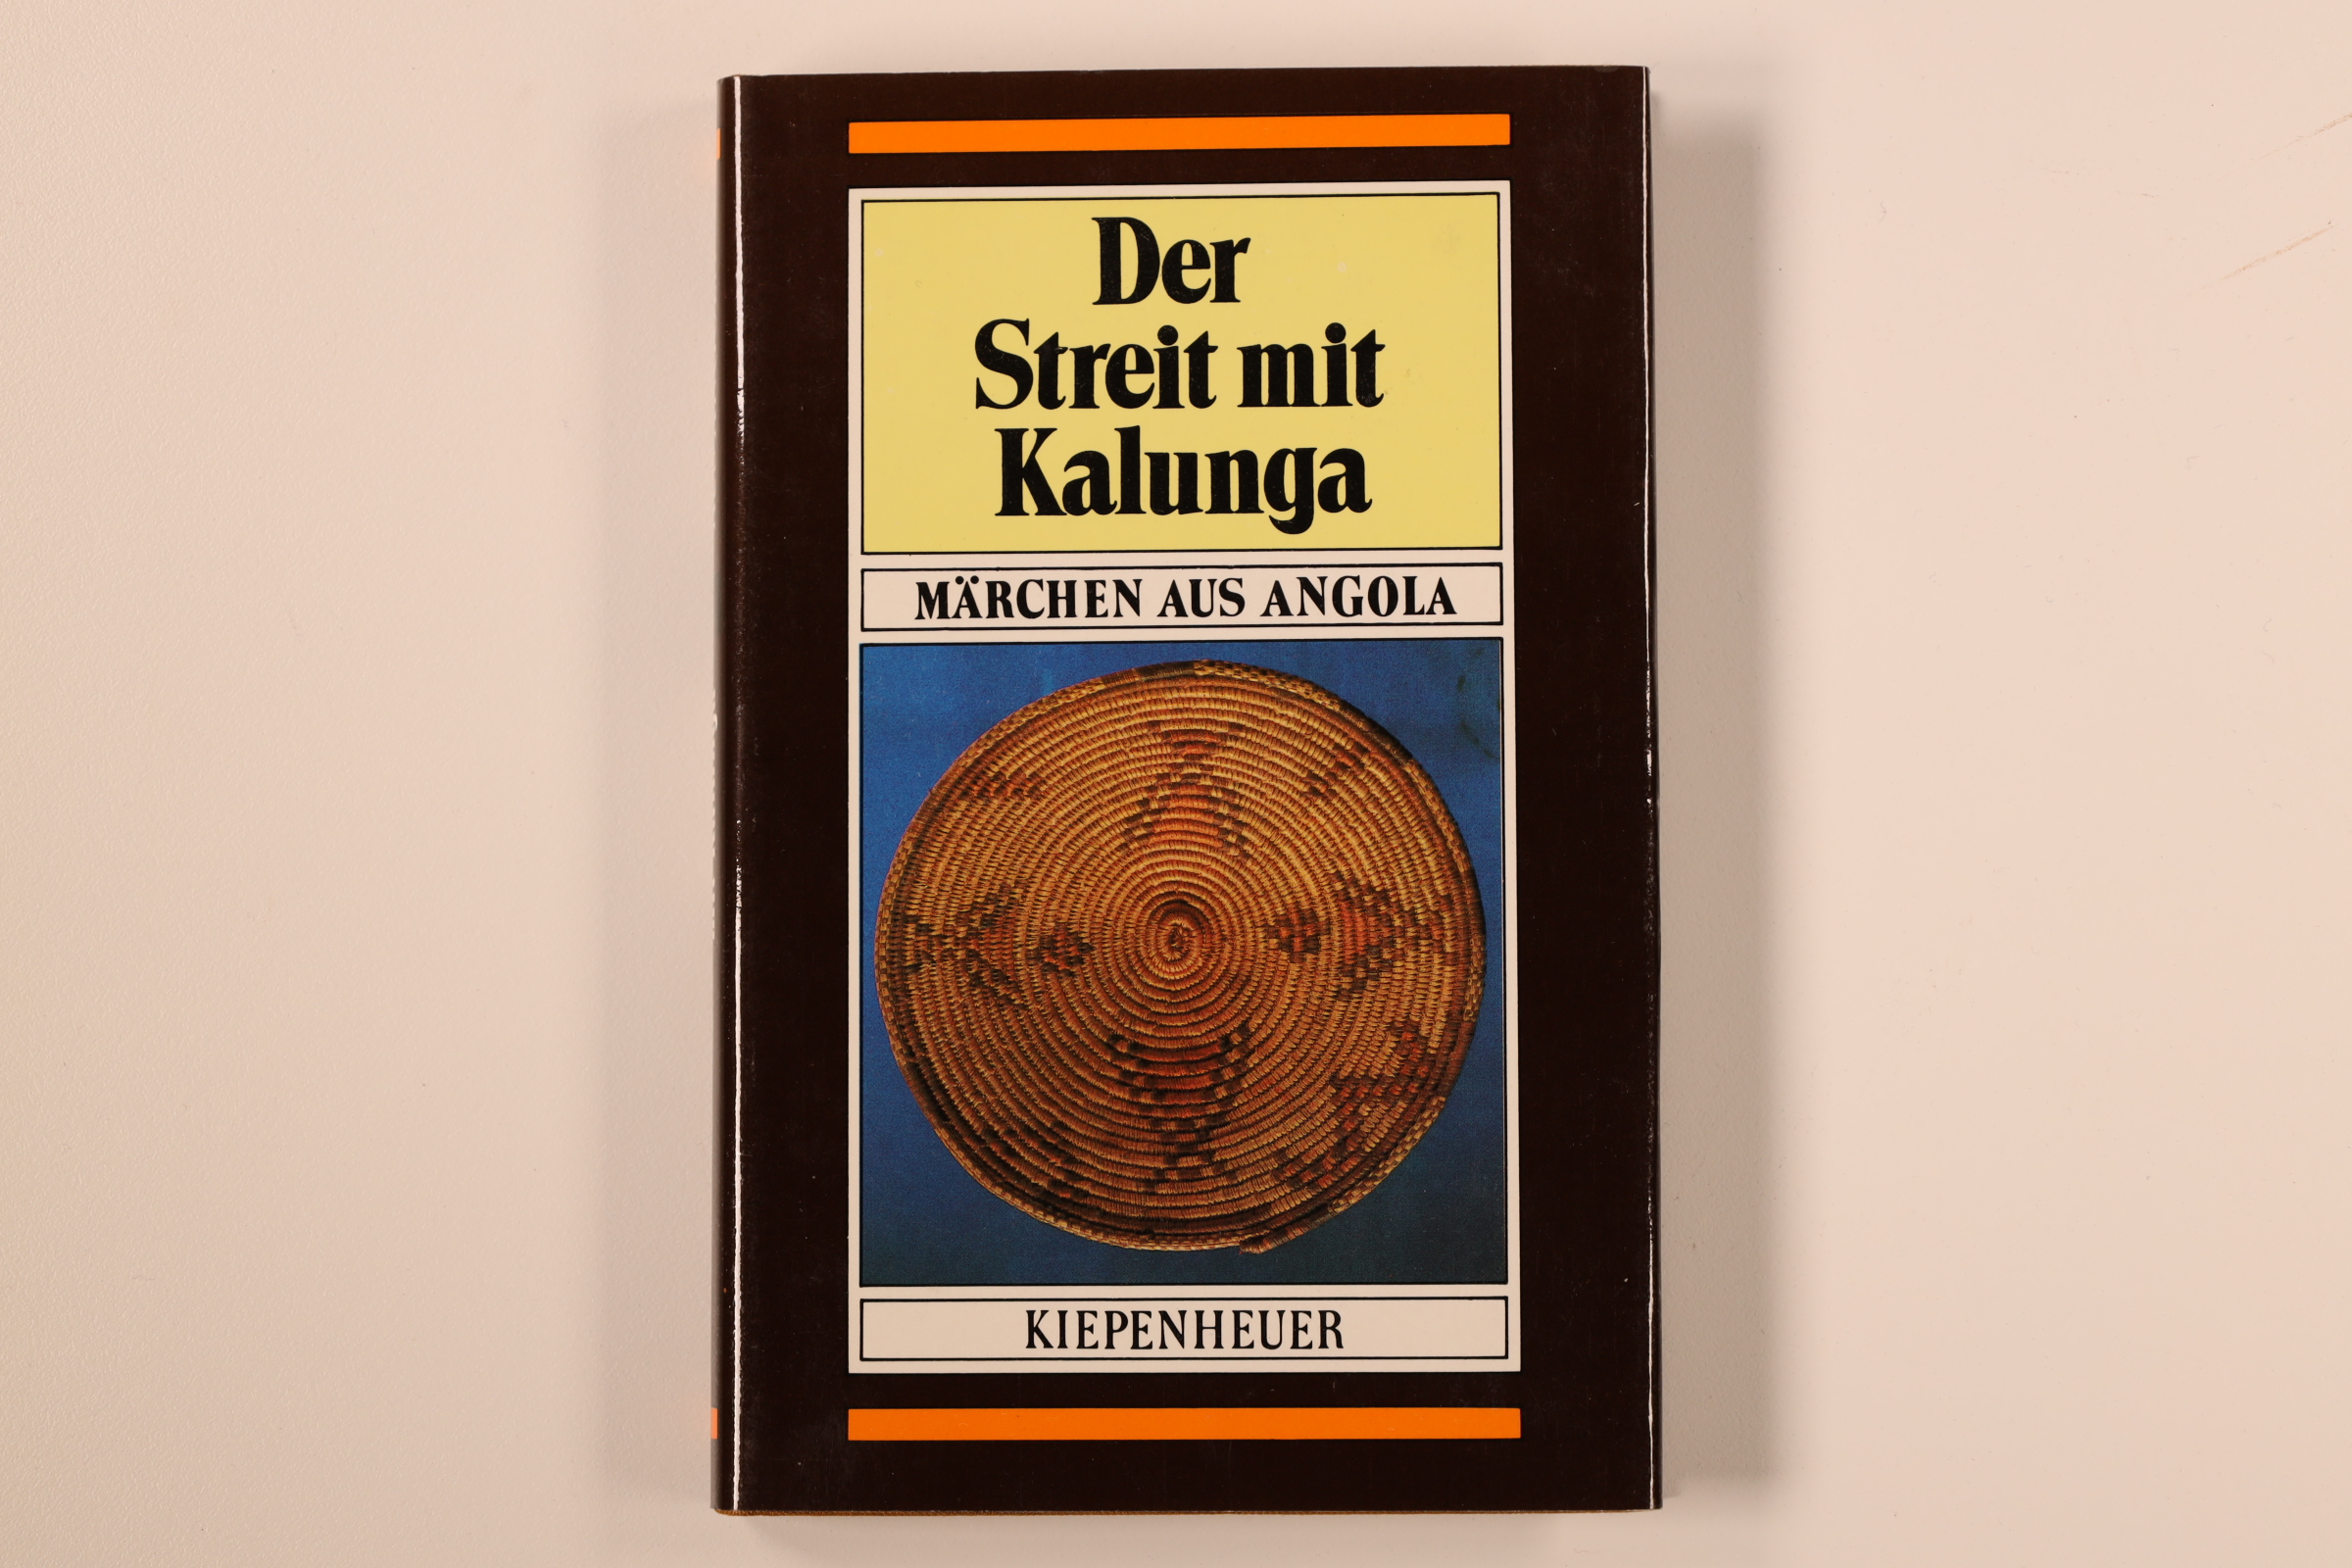 Der
Streit mit
Kalunga
MÄRCHEN AUS ANGOLA
KIEPENHEUER